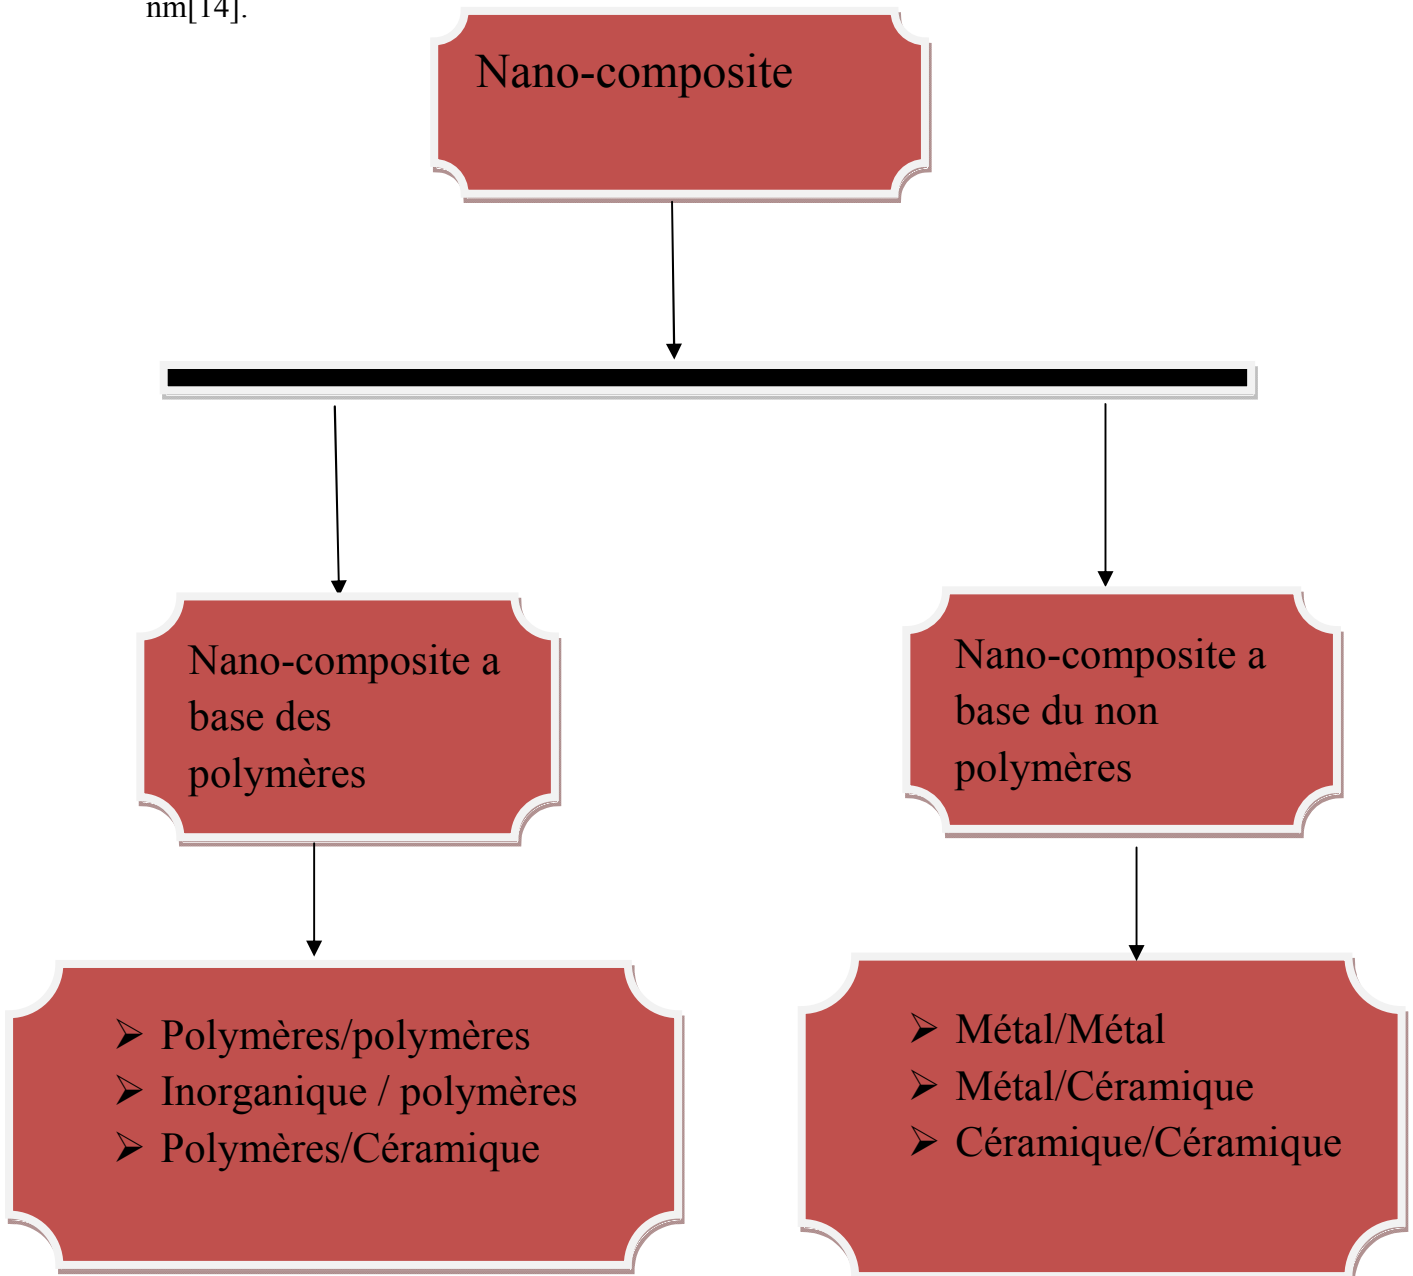 nm[14].
Nano-composite
Nano-composite a
base des
polymères
Nano-composite a
base du non
polymères
➢ Polymères/polymères
➢ Inorganique / polymères
➢ Polymères/Céramique
➢ Métal/Métal
➢ Métal/Céramique
➢ Céramique/Céramique